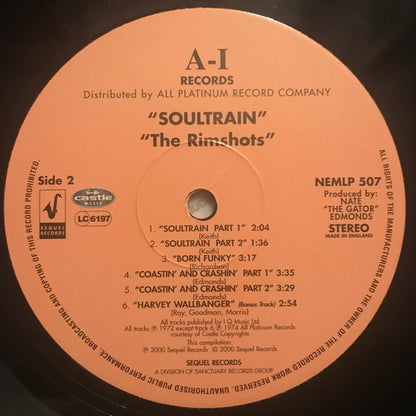 A-I
RECORDS
Distributed by ALL PLATINUM RECORD COMPANY
"SOULTRAIN"
"The Rimshots"
Side 2
SEQUEL
RECORDS
castle
MUSIC
LC 6197
NEMLP 507
Produced by:
NATE
"THE GATOR"
EDMONDS
STEREO
MADE IN ENGLAND
1. "SOULTRAIN PART 1" 2:04
(Keith)
2. "SOULTRAIN PART 2" 1:36
(Keith)
3. "BORN FUNKY" 3:17
(Richardson)
4. "COASTIN' AND CRASHIN' PART 1" 3:35
(Edmonds)
5. "COASTIN' AND CRASHIN' PART 2" 3:29
(Edmonds)
6. "HARVEY WALLBANGER" (Bonus Track) 2:54
(Ray, Goodman, Morris)
All tracks published by I Q Music Ltd
All tracks ℗ 1972 except track 6 ℗ 1974 All Platinum Records
Courtesy of Castle Copyrights
This compilation:
℗ 2000 Sequel Records © 2000 Sequel Records.
SEQUEL RECORDS
A DIVISION OF SANCTUARY RECORDS GROUP
ALL RIGHTS OF THE MANUFACTURERS AND THE OWNER OF THE RECORDED WORK RESERVED. UNAUTHORISED PUBLIC PERFORMANCE, BROADCASTING AND COPYING OF THIS RECORD PROHIBITED.